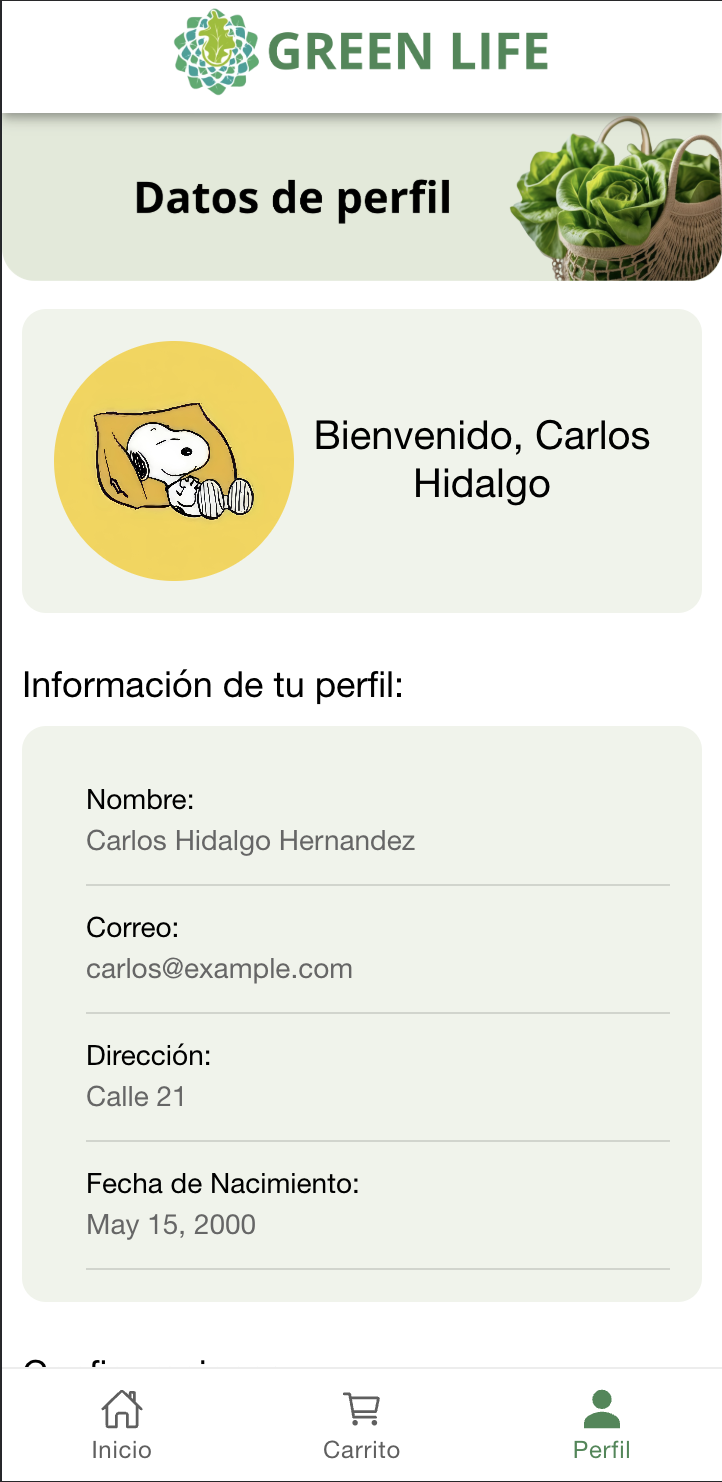 GREEN LIFE
Datos de perfil
Bienvenido, Carlos
Hidalgo
Información de tu perfil:
Nombre:
Carlos Hidalgo Hernandez
Correo:
carlos@example.com
Dirección:
Calle 21
Fecha de Nacimiento:
May 15, 2000
Inicio
Carrito
Perfil